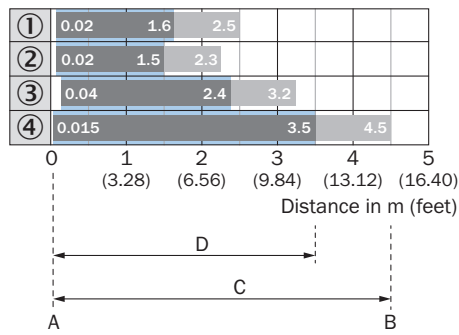 ① 0.02 1.6 2.5
② 0.02 1.5 2.3
③ 0.04 2.4 3.2
④ 0.015 3.5 4.5
0 1 2 3 4 5
(3.28) (6.56) (9.84) (13.12) (16.40)
Distance in m (feet)
D
C
A B